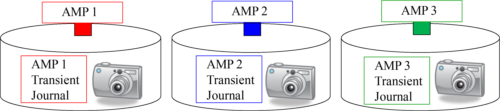 AMP 1
AMP 2
AMP 3
AMP 1
Transient
Journal
AMP 2
Transient
Journal
AMP 3
Transient
Journal